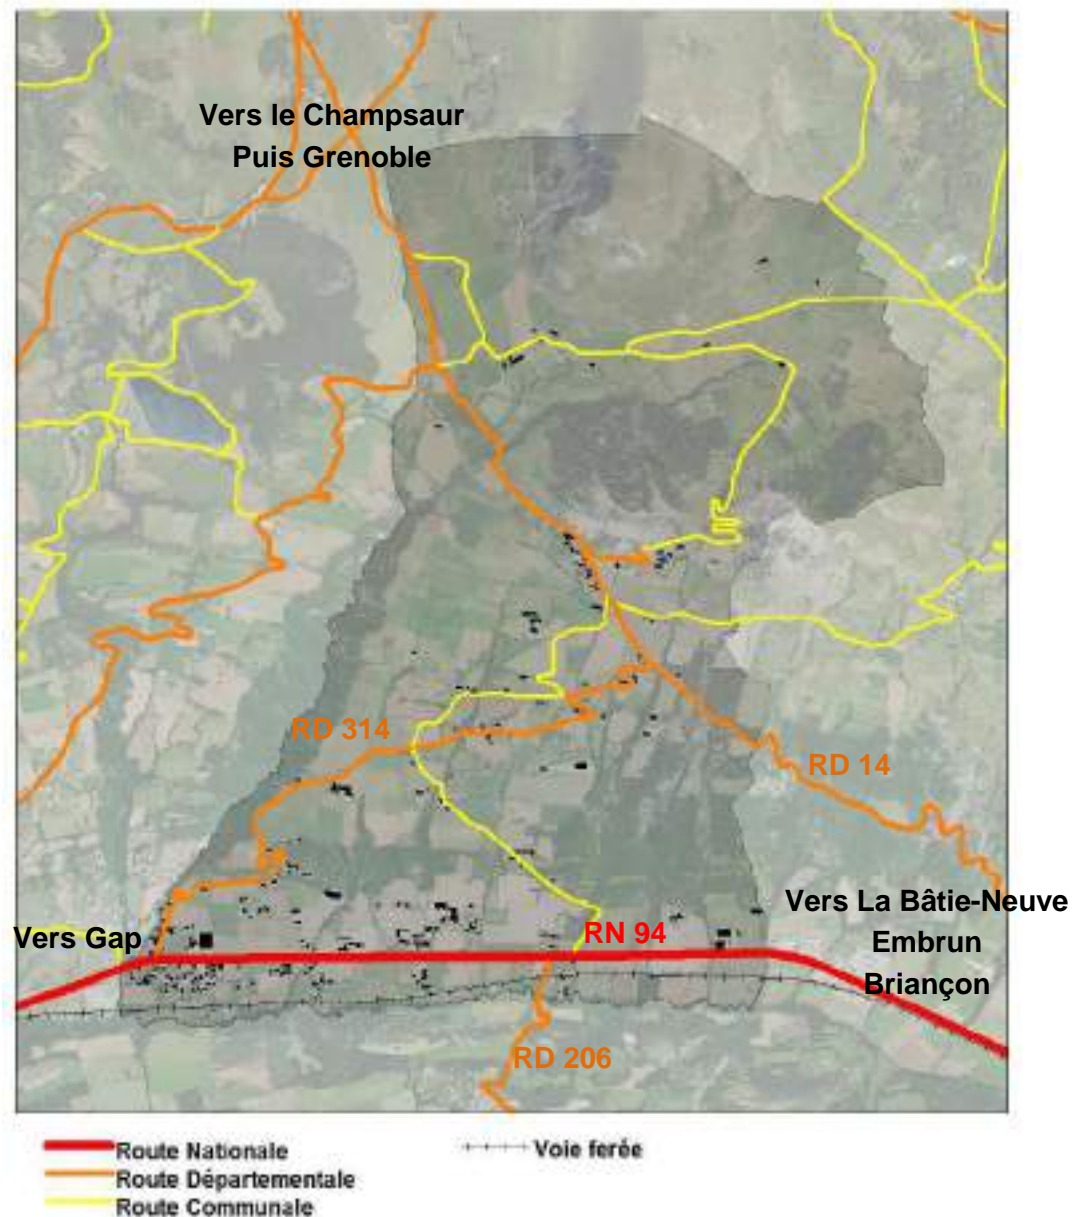 Vers le Champsaur
Puis Grenoble
RD 314
RD 14
Vers La Bâtie-Neuve
Embrun
Briançon
Vers Gap
RN 94
RD 206
Route Nationale
Route Départementale
Route Communale
Voie ferée